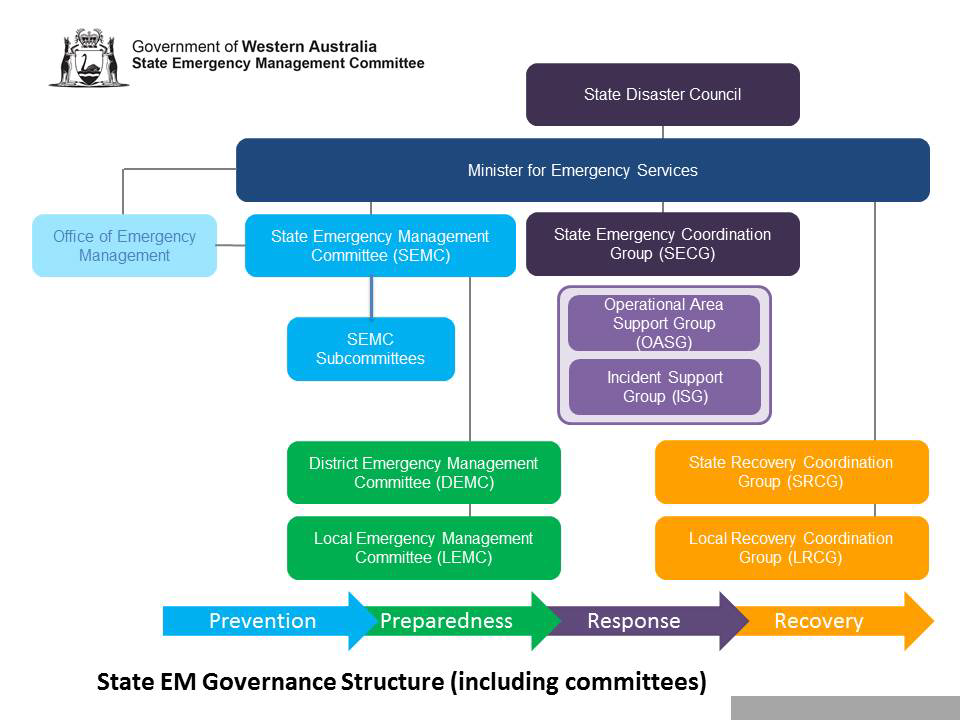 Government of Western Australia
State Emergency Management Committee
State Disaster Council
Minister for Emergency Services
Office of Emergency
Management
State Emergency Management
Committee (SEMC)
State Emergency Coordination
Group (SECG)
Operational Area
Support Group
(OASG)
SEMC
Subcommittees
Incident Support
Group (ISG)
District Emergency Management
Committee (DEMC)
State Recovery Coordination
Group (SRCG)
Local Emergency Management
Committee (LEMC)
Local Recovery Coordination
Group (LRCG)
Prevention
Preparedness
Response
Recovery
State EM Governance Structure (including committees)